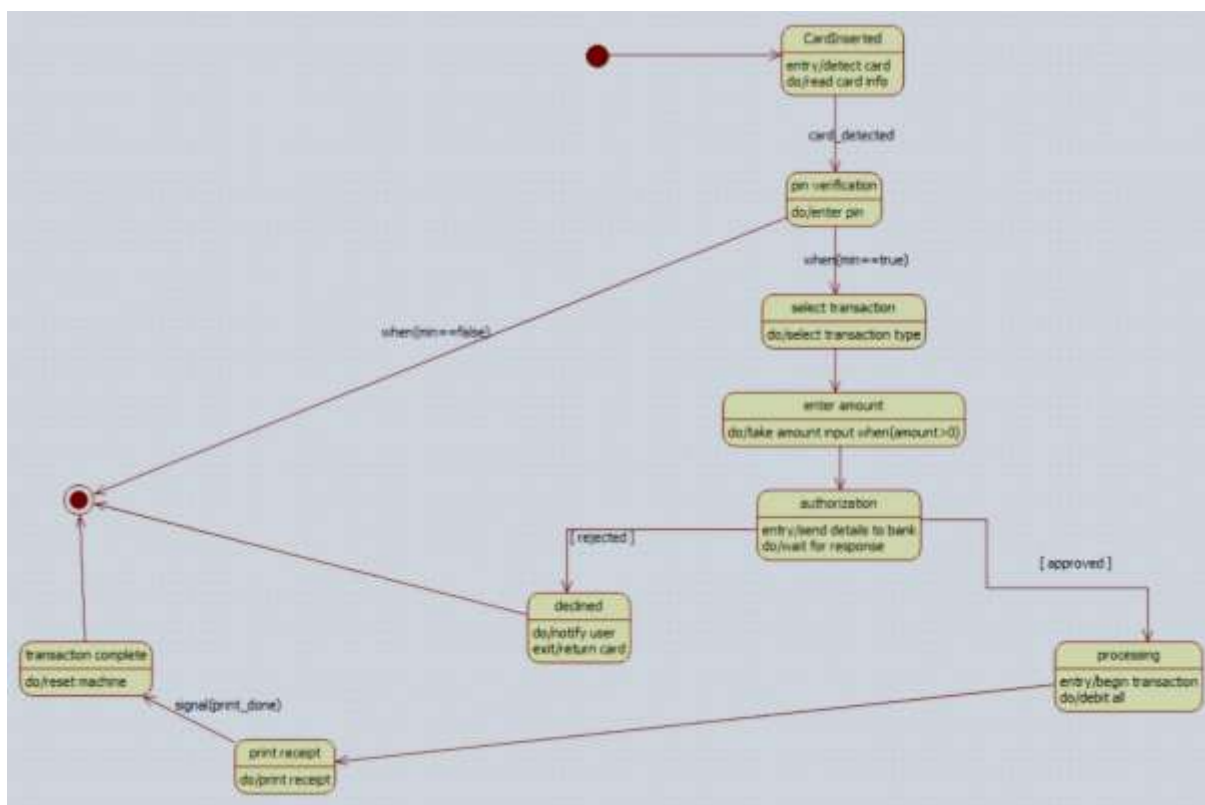 CardInserted
entry/detect card
do/read card info
card_detected
pin verification
do/enter pin
when(min==true)
select transaction
do/select transaction type
when(min==false)
enter amount
do/take amount input when(amount>0)
authorization
entry/send details to bank
do/wait for response
[ rejected ]
[ approved ]
declined
do/notify user
exit/return card
transaction complete
do/reset machine
processing
entry/begin transaction
do/debit all
signal(print_done)
print receipt
do/print receipt